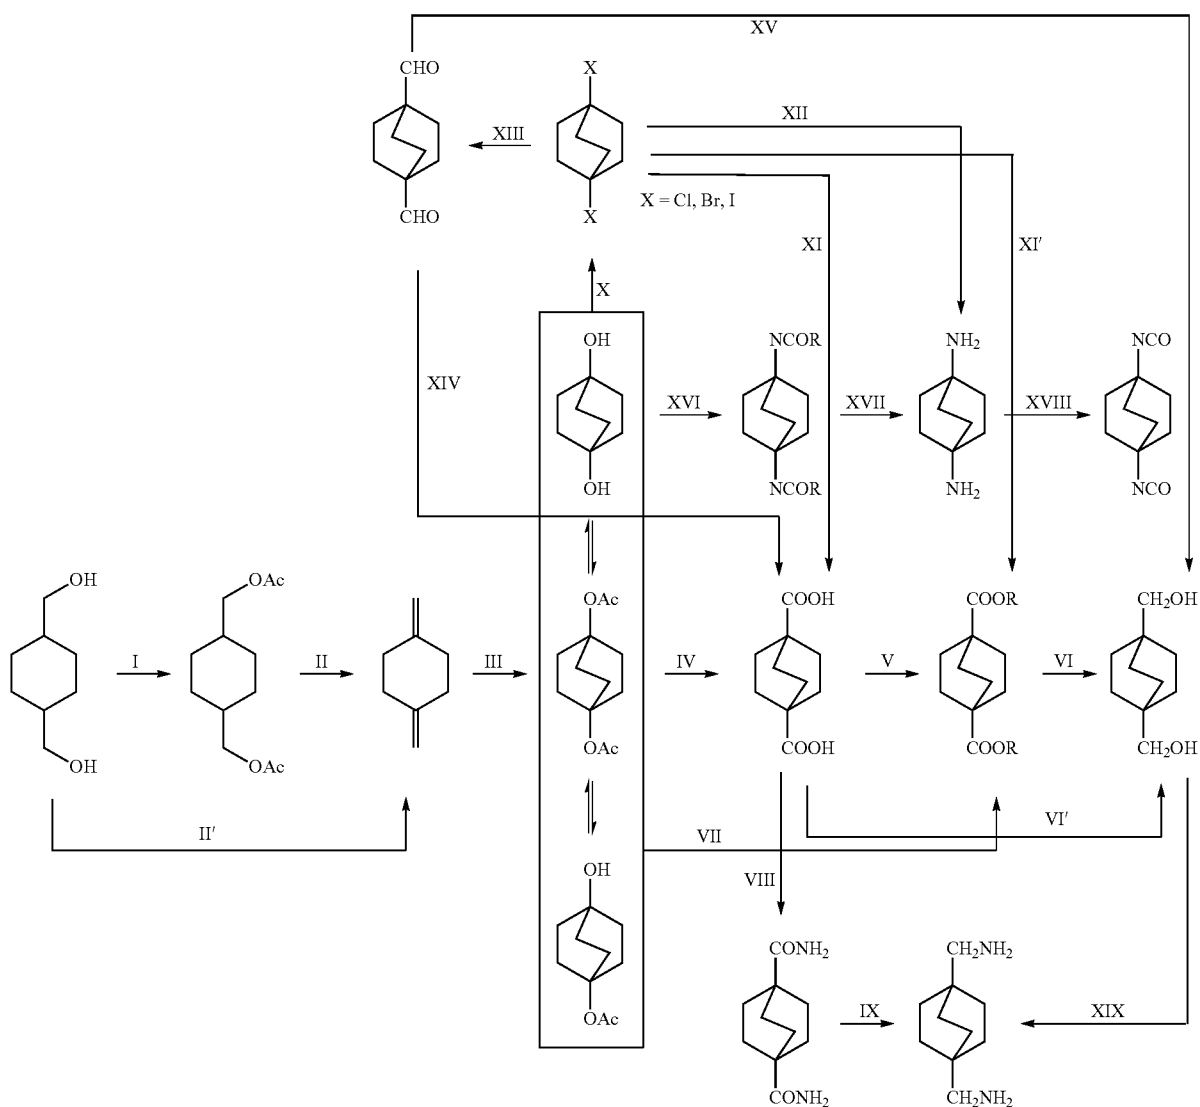 XV
CHO
X
XII
XIII
CHO
X
X = Cl, Br, I
XI
XI′
X
OH
NCOR
NH2
NCO
XIV
XVI
XVII
XVIII
OH
NCOR
NH2
NCO
OH
OAc
OAc
COOH
COOR
CH2OH
I
II
III
IV
V
VI
OH
OAc
OAc
COOH
COOR
CH2OH
II′
VII
VI′
OH
VIII
CONH2
CH2NH2
OAc
IX
XIX
CONH2
CH2NH2